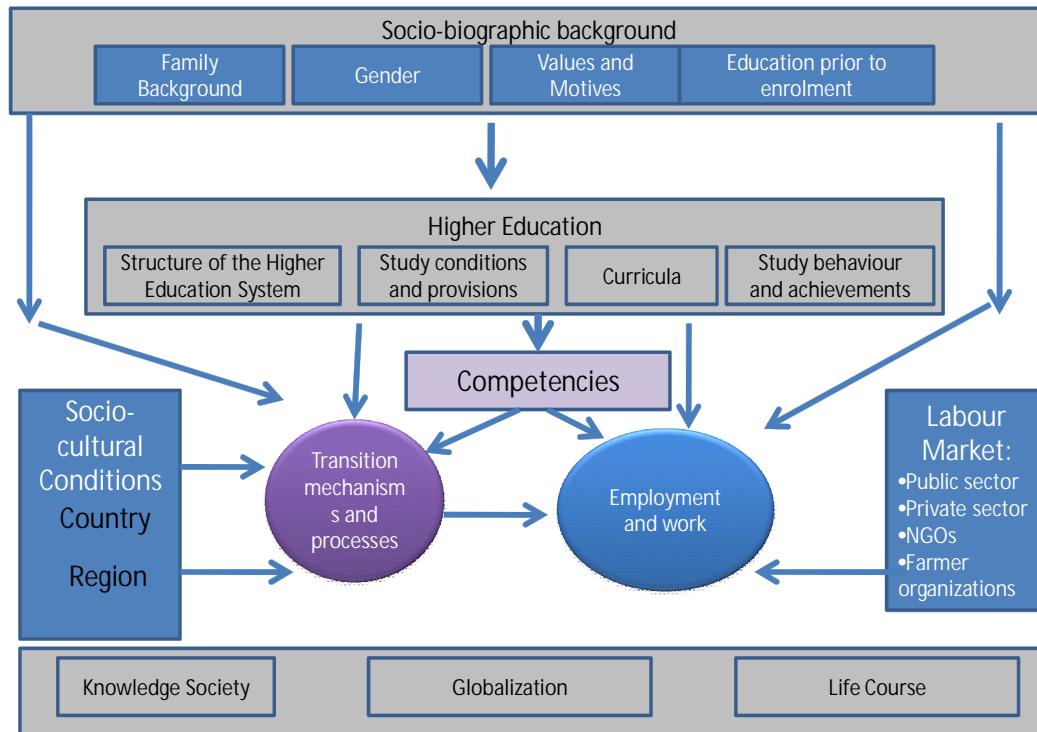 Socio-biographic background
Family
Background
Gender
Values and
Motives
Education prior to
enrolment
Higher Education
Structure of the Higher
Education System
Study conditions
and provisions
Curricula
Study behaviour
and achievements
Competencies
Socio-
cultural
Conditions
Country
Region
Transition
mechanism
s and
processes
Employment
and work
Labour
Market:
•Public sector
•Private sector
•NGOs
•Farmer
organizations
Knowledge Society
Globalization
Life Course